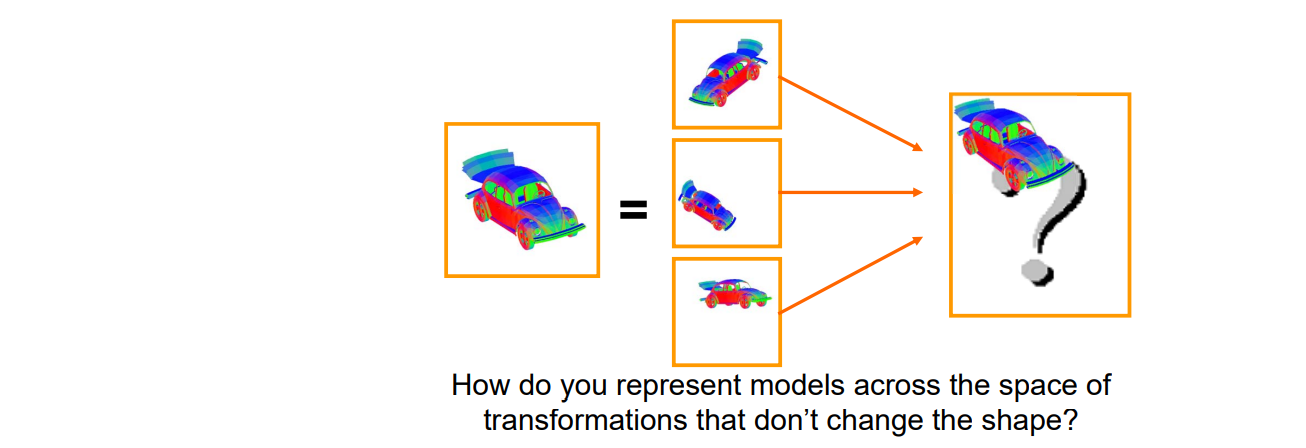 =
How do you represent models across the space of
transformations that don’t change the shape?